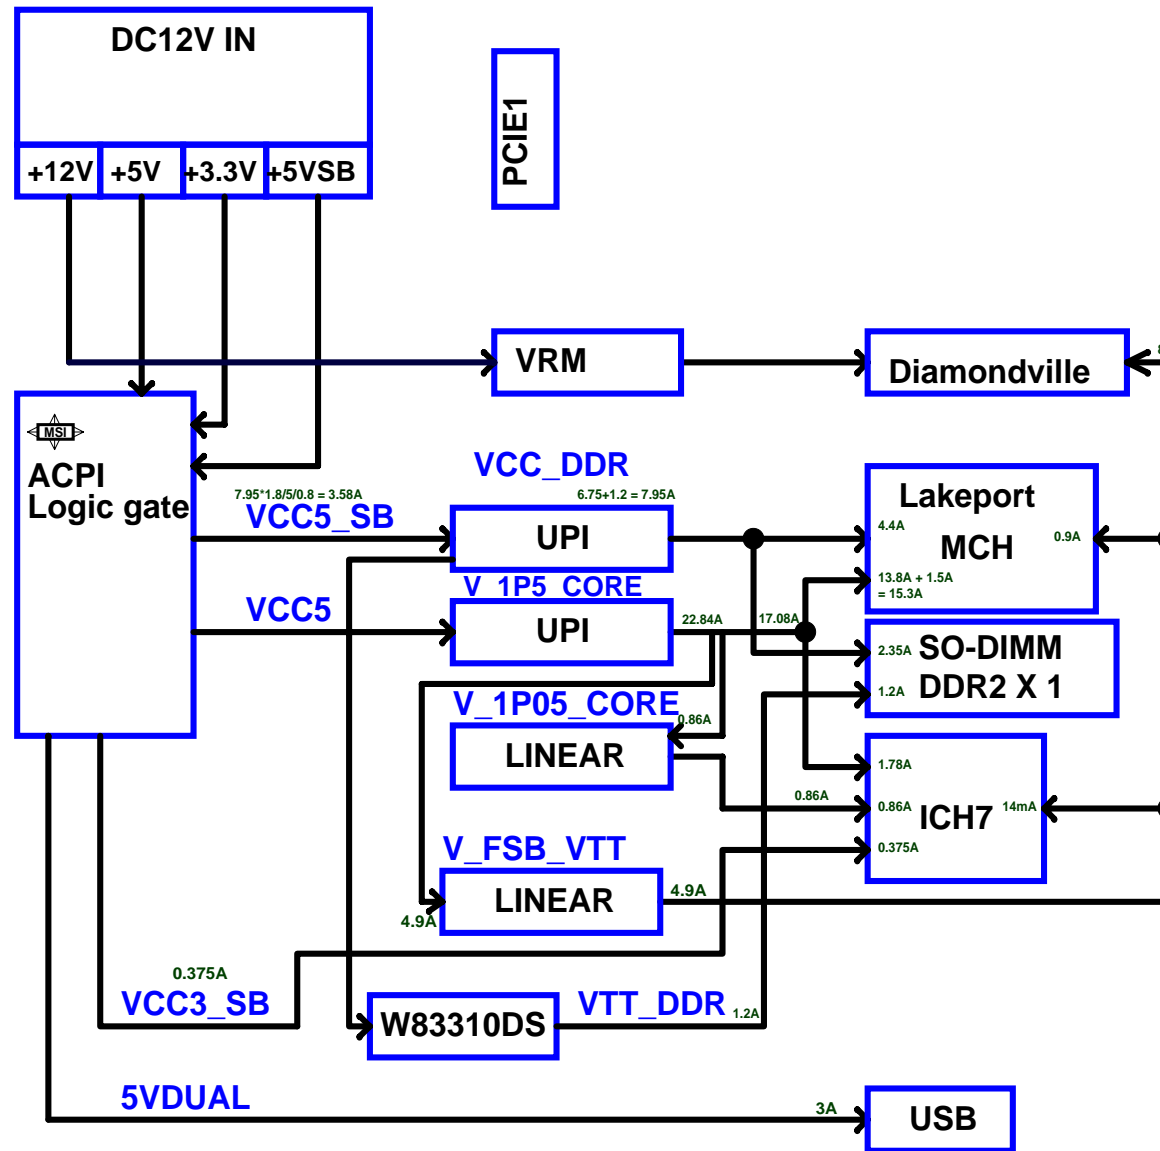 DC12V IN
+12V
+5V
+3.3V
+5VSB
PCIE1
VRM
Diamondville
MSI
ACPI
Logic gate
7.95*1.8/5/0.8 = 3.58A
VCC5_SB
VCC_DDR
6.75+1.2 = 7.95A
UPI
Lakeport
MCH
4.4A
0.9A
13.8A + 1.5A
= 15.3A
VCC5
V_1P5_CORE
UPI
22.84A
17.08A
SO-DIMM
DDR2 X 1
2.35A
1.2A
V_1P05_CORE
0.86A
LINEAR
0.86A
1.78A
0.86A
ICH7
14mA
0.375A
V_FSB_VTT
LINEAR
4.9A
4.9A
0.375A
VCC3_SB
W83310DS
VTT_DDR
1.2A
5VDUAL
3A
USB